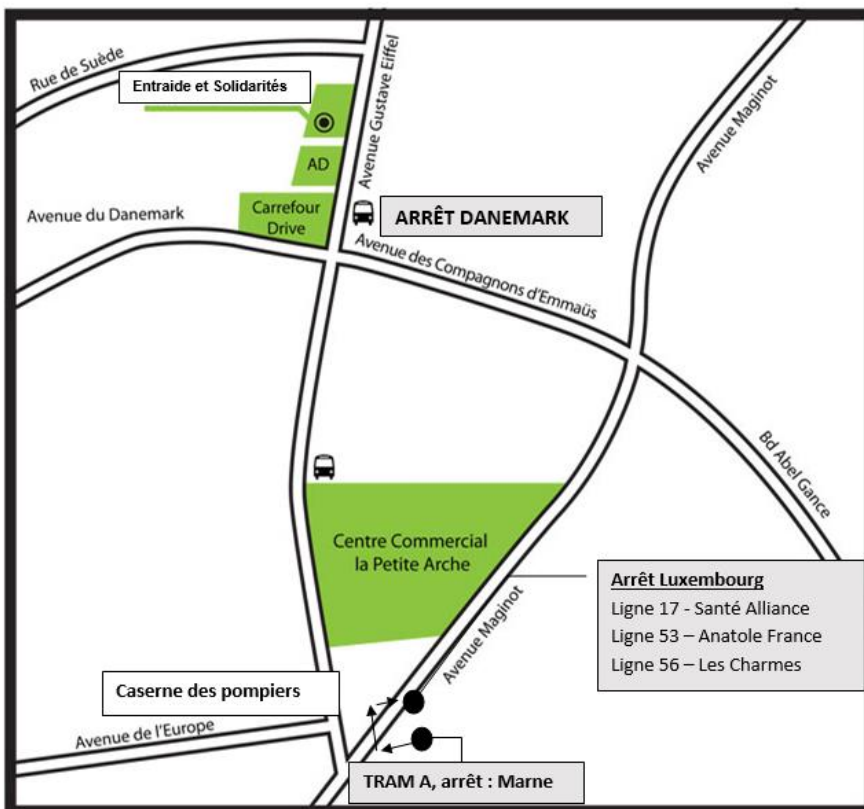 Rue de Suède
Entraide et Solidarités
Avenue Gustave Eiffel
Avenue Maginot
AD
Avenue du Danemark
Carrefour
Drive
ARRÊT DANEMARK
Avenue des Compagnons d'Emmaüs
Bd Abel Gance
Centre Commercial
la Petite Arche
Arrêt Luxembourg
Ligne 17 - Santé Alliance
Ligne 53 – Anatole France
Ligne 56 – Les Charmes
Avenue Maginot
Caserne des pompiers
Avenue de l'Europe
TRAM A, arrêt : Marne